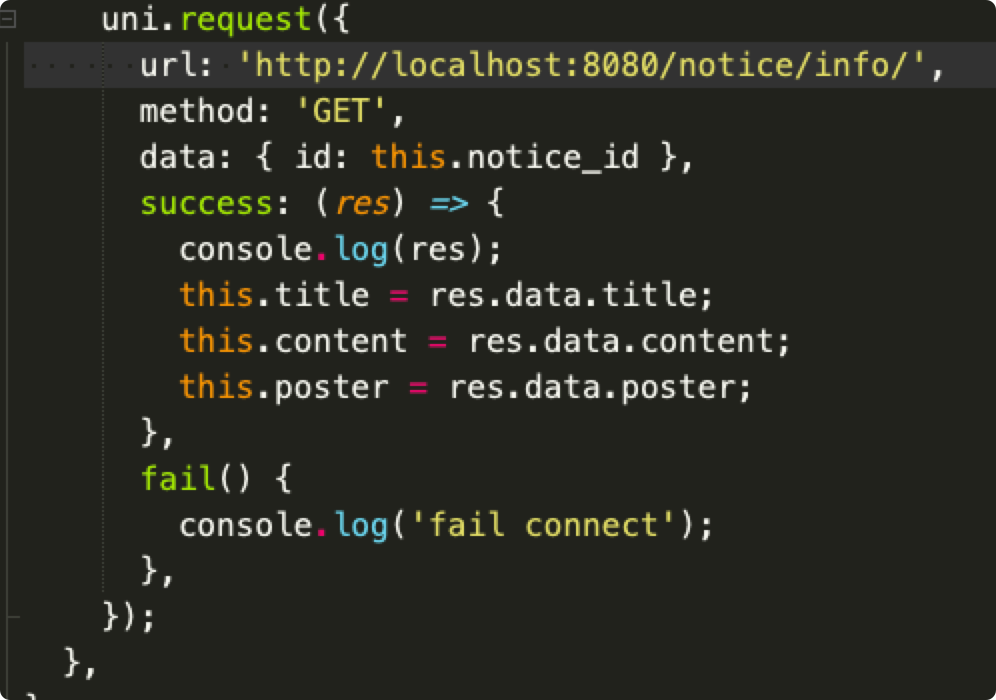 uni.request({
url: 'http://localhost:8080/notice/info/',
method: 'GET',
data: { id: this.notice_id },
success: (res) => {
console.log(res);
this.title = res.data.title;
this.content = res.data.content;
this.poster = res.data.poster;
},
fail() {
console.log('fail connect');
},
});
},